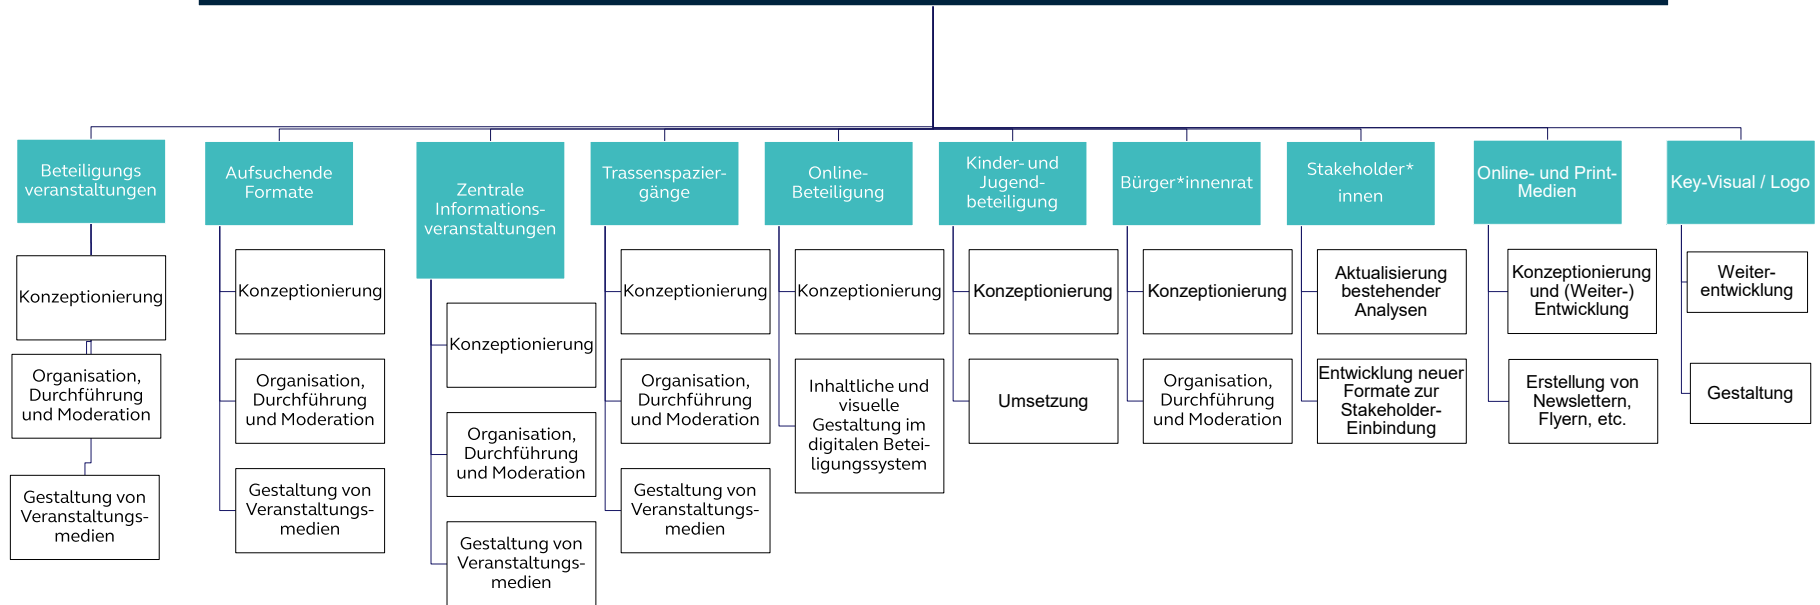 Beteiligungs
veranstaltungen
Konzeptionierung
Organisation,
Durchführung
und Moderation
Gestaltung von
Veranstaltungs-
medien
Aufsuchende
Formate
Konzeptionierung
Organisation,
Durchführung
und Moderation
Gestaltung von
Veranstaltungs-
medien
Zentrale
Informations-
veranstaltungen
Konzeptionierung
Organisation,
Durchführung
und Moderation
Gestaltung von
Veranstaltungs-
medien
Trassenspazier-
gänge
Konzeptionierung
Organisation,
Durchführung
und Moderation
Gestaltung von
Veranstaltungs-
medien
Online-
Beteiligung
Konzeptionierung
Inhaltliche und
visuelle
Gestaltung im
digitalen Betei-
ligungssystem
Kinder- und
Jugend-
beteiligung
Konzeptionierung
Umsetzung
Bürger*innenrat
Konzeptionierung
Organisation,
Durchführung
und Moderation
Stakeholder*
innen
Aktualisierung
bestehender
Analysen
Entwicklung neuer
Formate zur
Stakeholder-
Einbindung
Online- und Print-
Medien
Konzeptionierung
und (Weiter-)
Entwicklung
Erstellung von
Newslettern,
Flyern, etc.
Key-Visual / Logo
Weiter-
entwicklung
Gestaltung